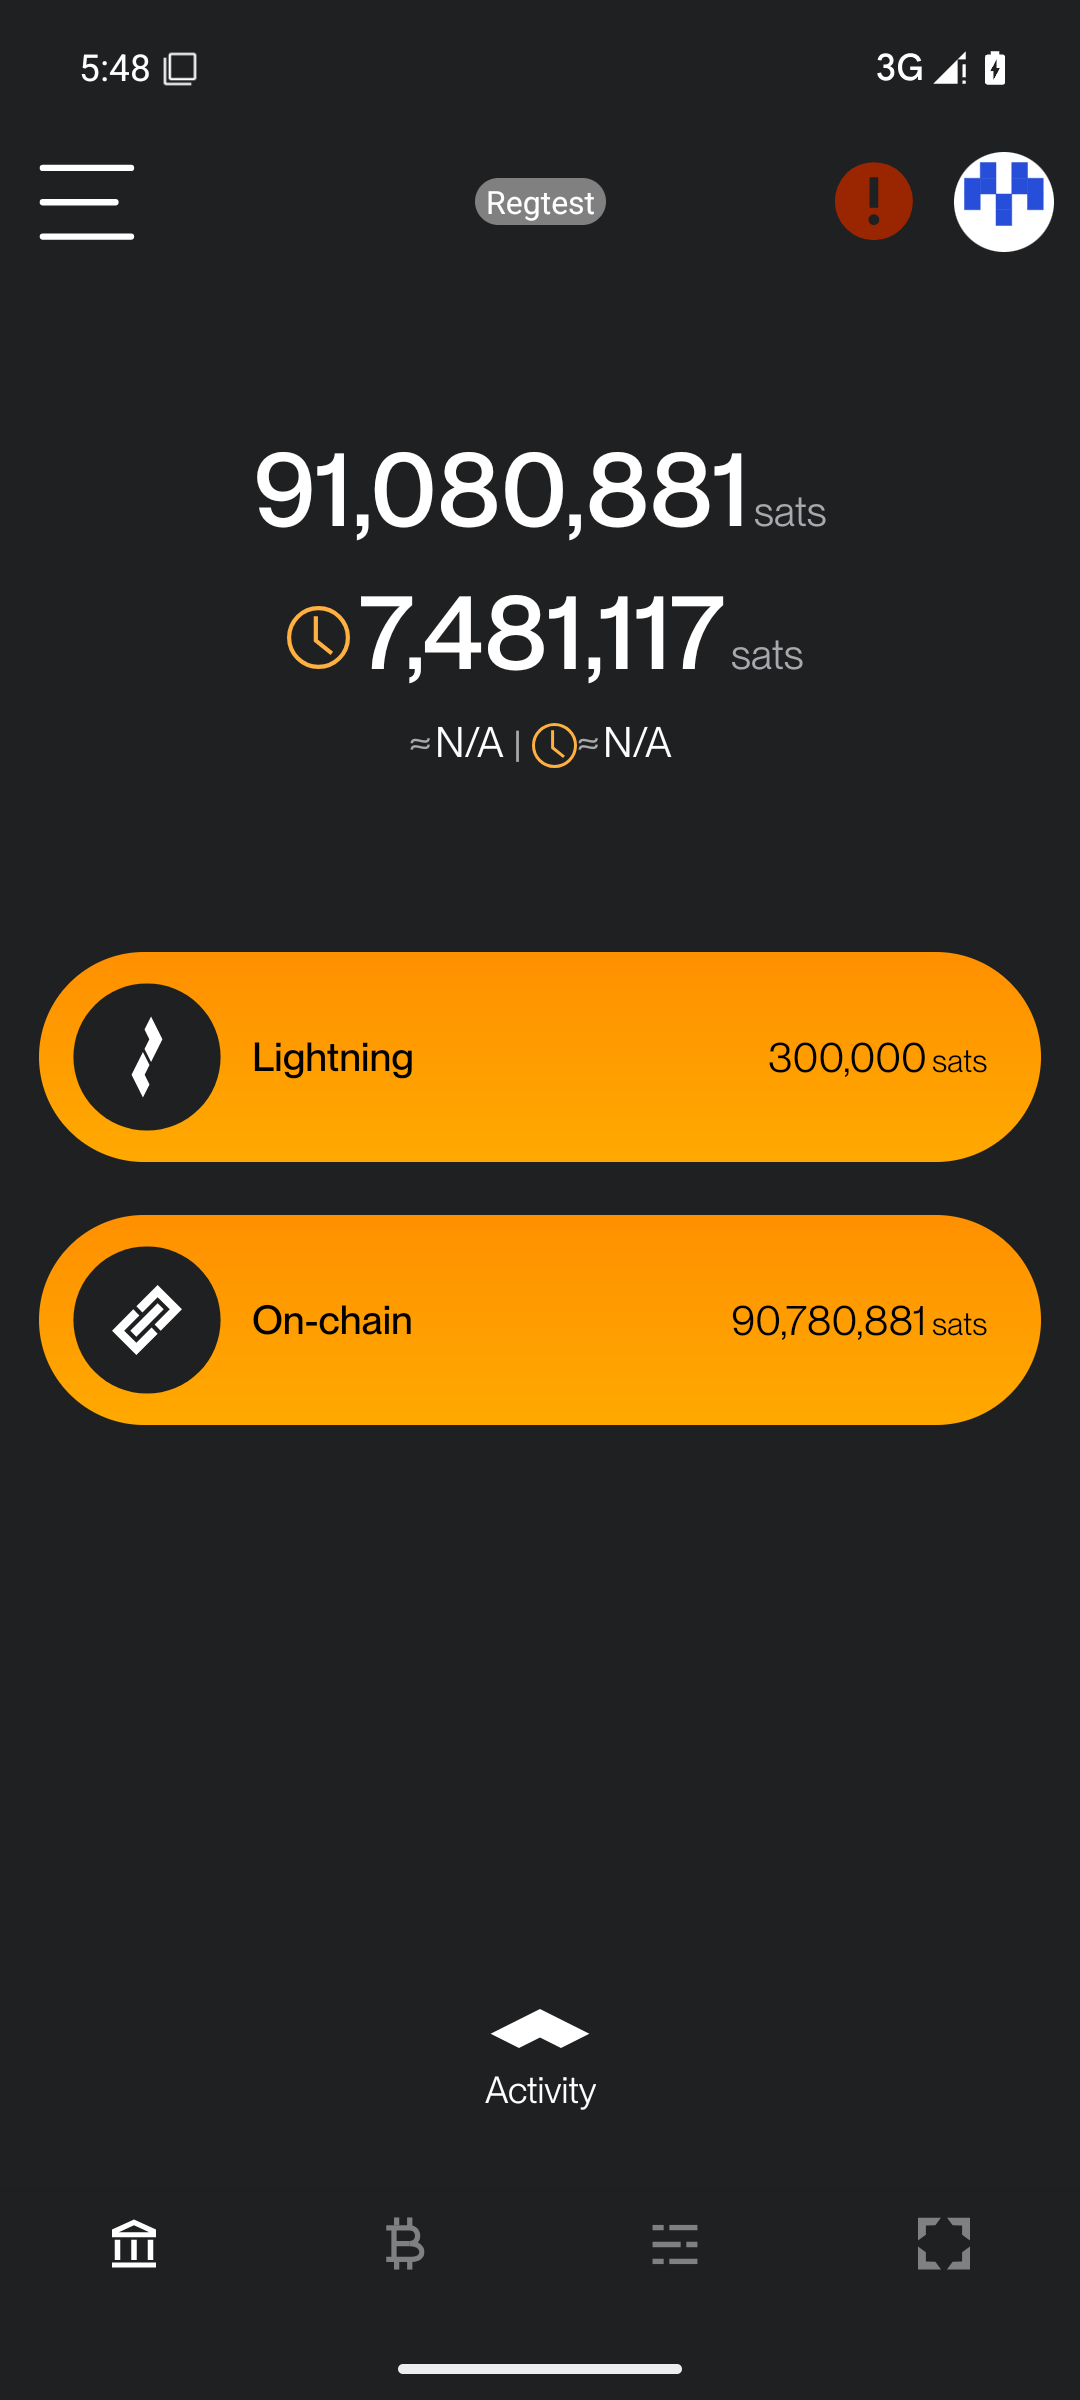 5:48 3G
Regtest
91,080,881 sats
7,481,117 sats
≈N/A | ≈N/A
Lightning 300,000 sats
On-chain 90,780,881 sats
Activity